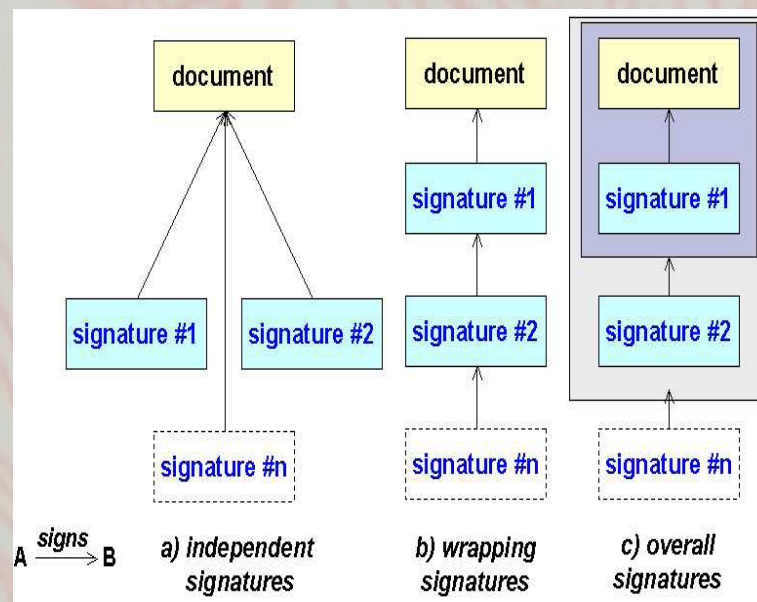 document
document
document
signature #1
signature #1
signature #1
signature #2
signature #2
signature #2
signature #n
signature #n
signature #n
A signs B
a) independent
signatures
b) wrapping
signatures
c) overall
signatures